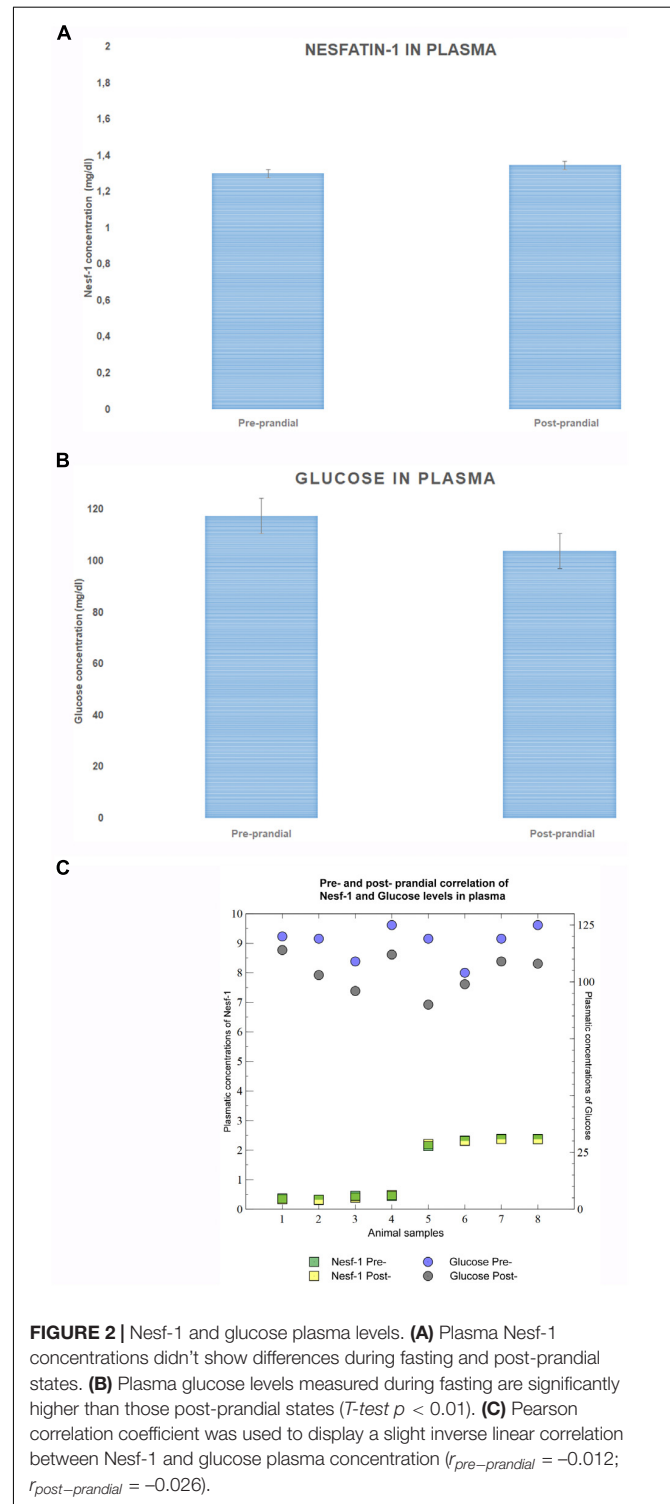 A
NESFATIN-1 IN PLASMA
Nesf-1 concentration (mg/dl)
2
1,8
1,6
1,4
1,2
1
0,8
0,6
0,4
0,2
0
Pre-prandial
Post-prandial
B
GLUCOSE IN PLASMA
Glucose concentration (mg/dl)
120
100
80
60
40
20
0
Pre-prandial
Post-prandial
C
Pre- and post- prandial correlation of
Nesf-1 and Glucose levels in plasma
Plasmatic concentrations of Nesf-1
10
9
8
7
6
5
4
3
2
1
0
125
100
25
0
Plasmatic concentrations of Glucose
1 2 3 4 5 6 7 8
Animal samples
Nesf-1 Pre- Glucose Pre-
Nesf-1 Post- Glucose Post-
FIGURE 2 | Nesf-1 and glucose plasma levels. (A) Plasma Nesf-1
concentrations didn't show differences during fasting and post-prandial
states. (B) Plasma glucose levels measured during fasting are significantly
higher than those post-prandial states (T-test p < 0.01). (C) Pearson
correlation coefficient was used to display a slight inverse linear correlation
between Nesf-1 and glucose plasma concentration (rpre−prandial = –0.012;
rpost−prandial = –0.026).